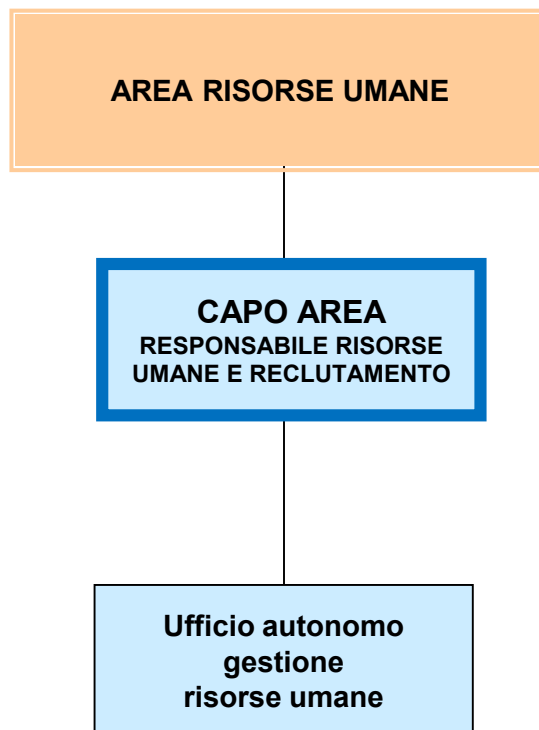 AREA RISORSE UMANE
CAPO AREA
RESPONSABILE RISORSE
UMANE E RECLUTAMENTO
Ufficio autonomo
gestione
risorse umane